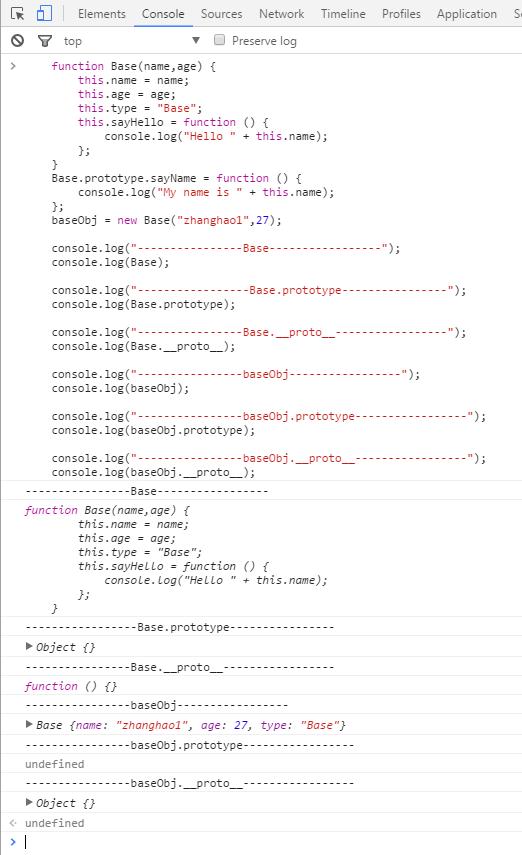 Elements Console Sources Network Timeline Profiles Application Se
top ▼ Preserve log
> function Base(name,age) {
this.name = name;
this.age = age;
this.type = "Base";
this.sayHello = function () {
console.log("Hello " + this.name);
};
}
Base.prototype.sayName = function () {
console.log("My name is " + this.name);
};
baseObj = new Base("zhanghao1",27);
console.log("----------------Base-----------------");
console.log(Base);
console.log("-----------------Base.prototype----------------");
console.log(Base.prototype);
console.log("----------------Base.__proto__-----------------");
console.log(Base.__proto__);
console.log("----------------baseObj-----------------");
console.log(baseObj);
console.log("----------------baseObj.prototype-----------------");
console.log(baseObj.prototype);
console.log("----------------baseObj.__proto__-----------------");
console.log(baseObj.__proto__);
----------------Base-----------------
function Base(name,age) {
this.name = name;
this.age = age;
this.type = "Base";
this.sayHello = function () {
console.log("Hello " + this.name);
};
}
-----------------Base.prototype----------------
▶ Object {}
----------------Base.__proto__-----------------
function () {}
----------------baseObj-----------------
▶ Base {name: "zhanghao1", age: 27, type: "Base"}
----------------baseObj.prototype-----------------
undefined
----------------baseObj.__proto__-----------------
▶ Object {}
undefined
>